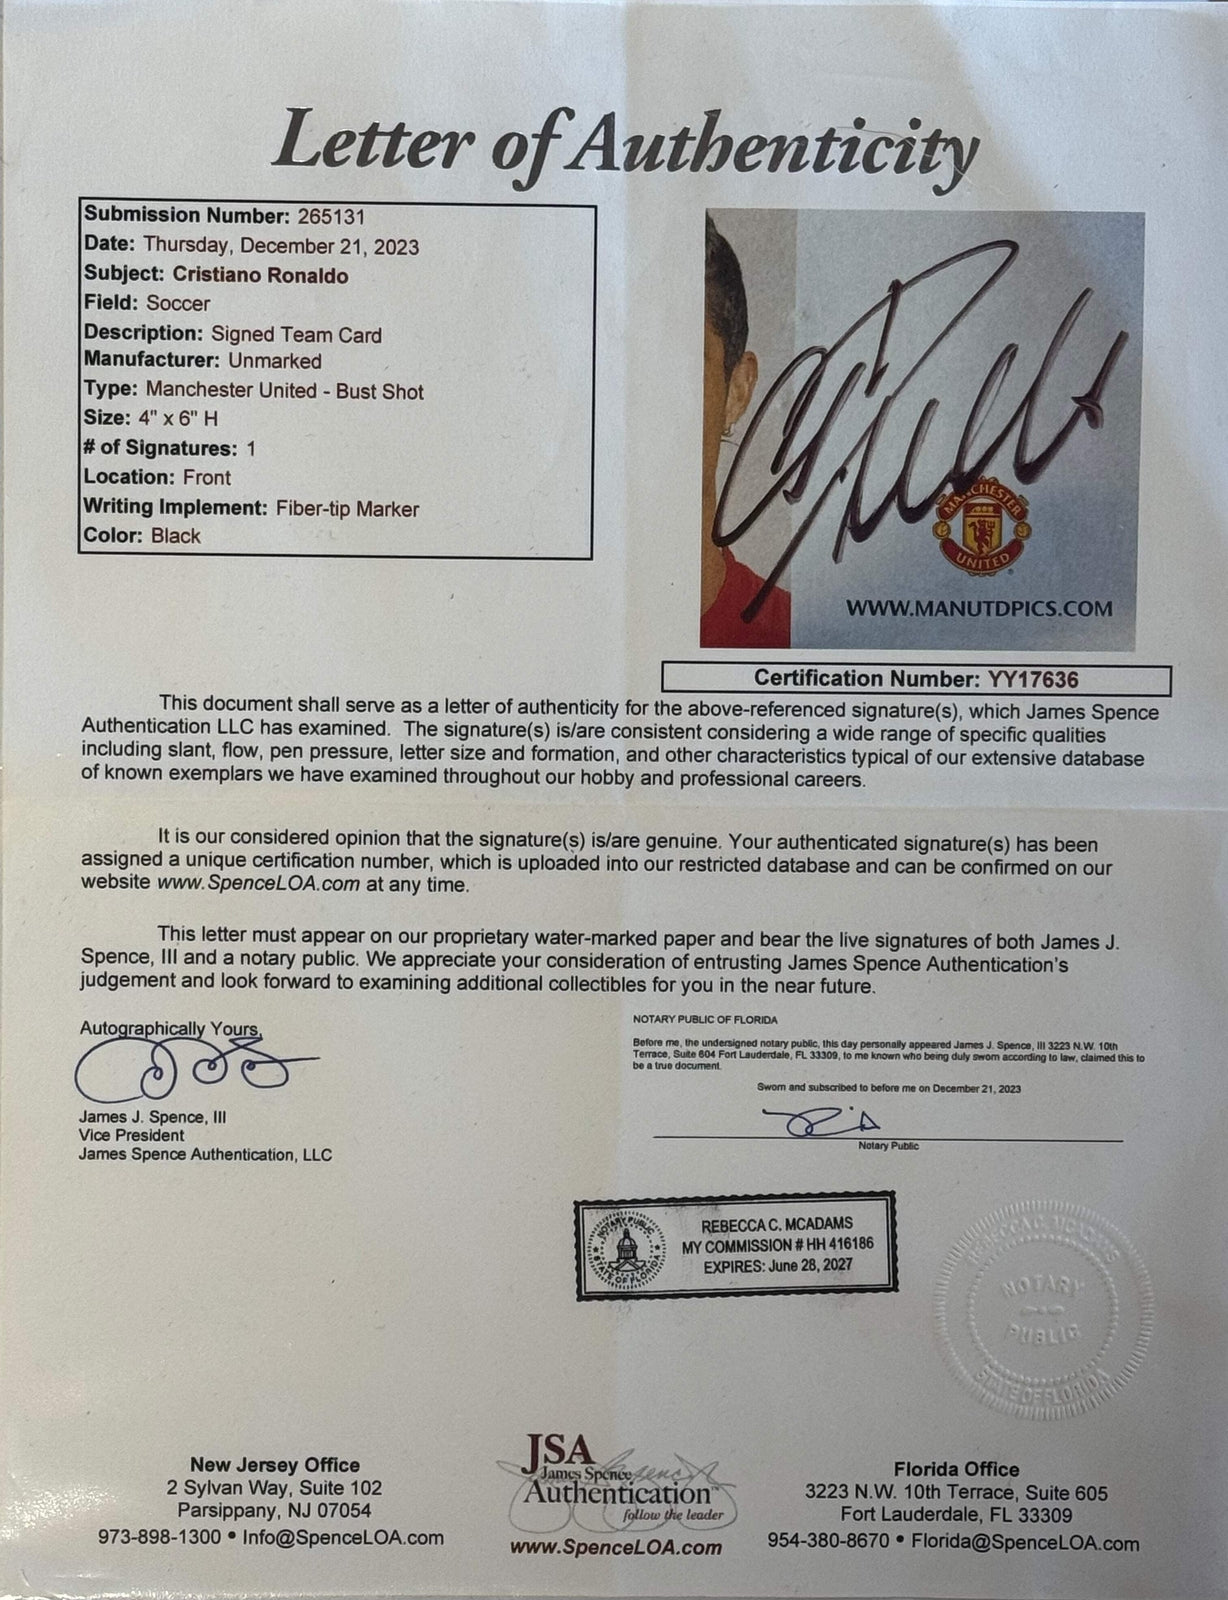 Letter of Authenticity
Submission Number: 265131
Date: Thursday, December 21, 2023
Subject: Cristiano Ronaldo
Field: Soccer
Description: Signed Team Card
Manufacturer: Unmarked
Type: Manchester United - Bust Shot
Size: 4" x 6" H
# of Signatures: 1
Location: Front
Writing Implement: Fiber-tip Marker
Color: Black
MANCHESTER
UNITED
WWW.MANUTDPICS.COM
Certification Number: YY17636
This document shall serve as a letter of authenticity for the above-referenced signature(s), which James Spence
Authentication LLC has examined. The signature(s) is/are consistent considering a wide range of specific qualities
including slant, flow, pen pressure, letter size and formation, and other characteristics typical of our extensive database
of known exemplars we have examined throughout our hobby and professional careers.
It is our considered opinion that the signature(s) is/are genuine. Your authenticated signature(s) has been
assigned a unique certification number, which is uploaded into our restricted database and can be confirmed on our
website www.SpenceLOA.com at any time.
This letter must appear on our proprietary water-marked paper and bear the live signatures of both James J.
Spence, III and a notary public. We appreciate your consideration of entrusting James Spence Authentication's
judgement and look forward to examining additional collectibles for you in the near future.
Autographically Yours,
James J. Spence, III
Vice President
James Spence Authentication, LLC
NOTARY PUBLIC OF FLORIDA
Before me, the undersigned notary public, this day personally appeared James J. Spence, III 3223 N.W. 10th
Terrace, Suite 604 Fort Lauderdale, FL 33309, to me known who being duly sworn according to law, claimed this to
be a true document.
Sworn and subscribed to before me on December 21, 2023
Notary Public
NOTARY PUBLIC
STATE OF FLORIDA
REBECCA C. MCADAMS
MY COMMISSION # HH 416186
EXPIRES: June 28, 2027
REBECCA C. MCADAMS
NOTARY
PUBLIC
STATE OF FLORIDA
New Jersey Office
2 Sylvan Way, Suite 102
Parsippany, NJ 07054
973-898-1300 • Info@SpenceLOA.com
JSA
James Spence
Authentication™
follow the leader
www.SpenceLOA.com
Florida Office
3223 N.W. 10th Terrace, Suite 605
Fort Lauderdale, FL 33309
954-380-8670 • Florida@SpenceLOA.com